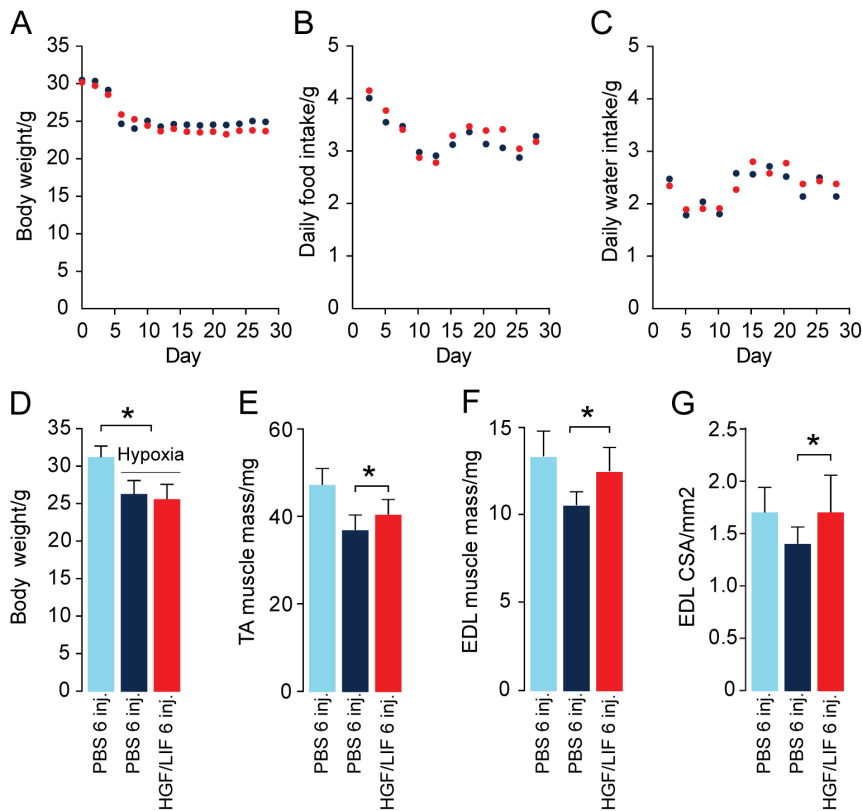 A
Body weight/g
35
30
25
20
15
10
5
0
0 5 10 15 20 25 30
Day
B
Daily food intake/g
5
4
3
2
1
0
0 5 10 15 20 25 30
Day
C
Daily water intake/g
5
4
3
2
1
0
0 5 10 15 20 25 30
Day
D
Body weight/g
35
30
25
20
15
10
5
0
*
Hypoxia
PBS 6 inj.
PBS 6 inj.
HGF/LIF 6 inj.
E
TA muscle mass/mg
60
40
20
0
*
PBS 6 inj.
PBS 6 inj.
HGF/LIF 6 inj.
F
EDL muscle mass/mg
15
10
5
0
*
PBS 6 inj.
PBS 6 inj.
HGF/LIF 6 inj.
G
EDL CSA/mm2
2.5
2.0
1.5
1.0
0.5
0
*
PBS 6 inj.
PBS 6 inj.
HGF/LIF 6 inj.